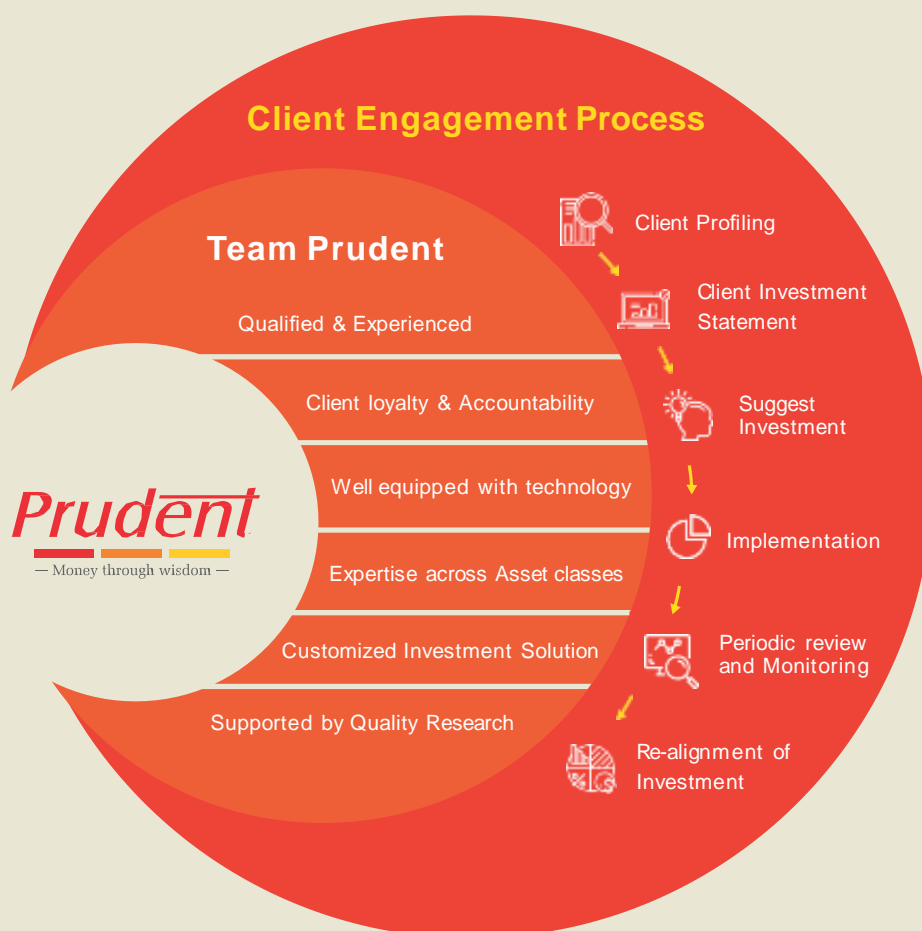 Client Engagement Process
Team Prudent
Qualified & Experienced
Client loyalty & Accountability
Well equipped with technology
Expertise across Asset classes
Customized Investment Solution
Supported by Quality Research
Prudent
Money through wisdom
Client Profiling
Client Investment
Statement
Suggest
Investment
Implementation
Periodic review
and Monitoring
Re-alignment of
Investment